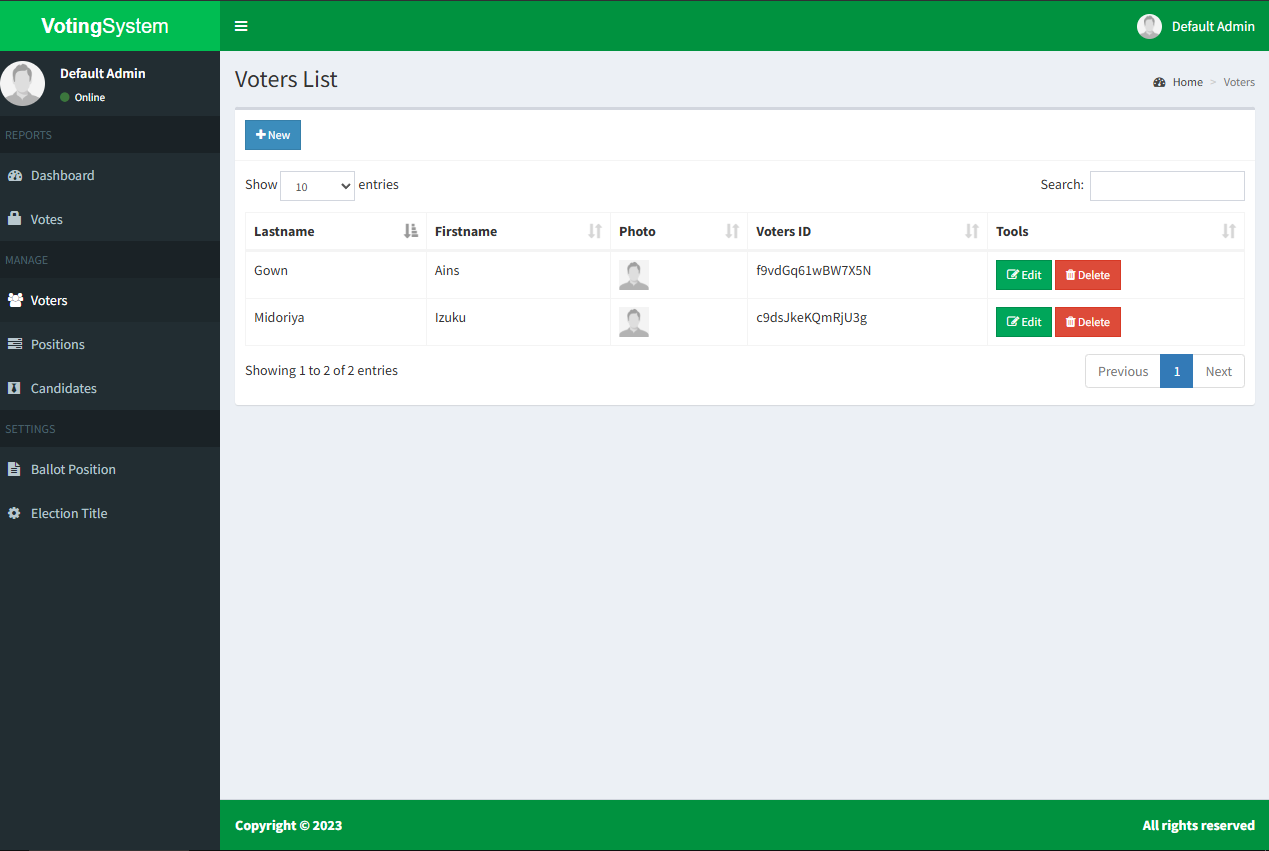 VotingSystem
Default Admin
Default Admin
Online
REPORTS
Dashboard
Votes
MANAGE
Voters
Positions
Candidates
SETTINGS
Ballot Position
Election Title
Voters List
Home > Voters
New
Show 10 entries
Search:
Lastname Firstname Photo Voters ID Tools
Gown Ains f9vdGq61wBW7X5N Edit Delete
Midoriya Izuku c9dsJkeKQmRjU3g Edit Delete
Showing 1 to 2 of 2 entries
Previous 1 Next
Copyright © 2023
All rights reserved